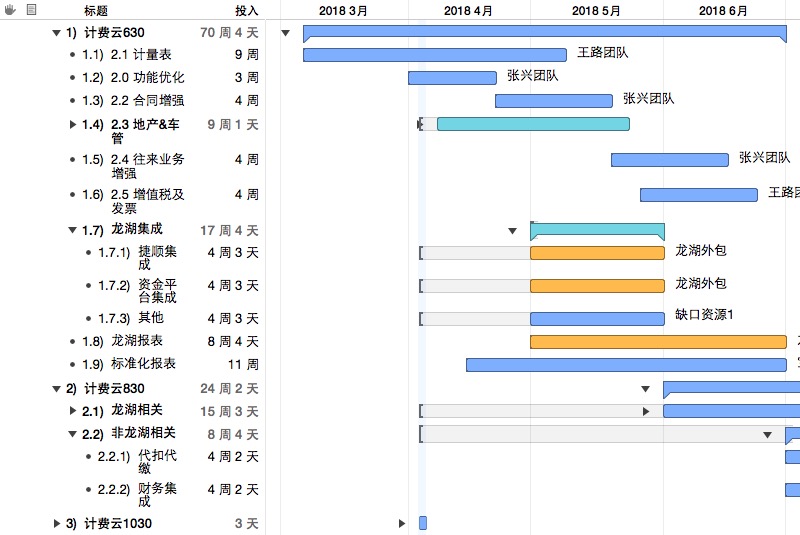 标题 投入 2018 3月 2018 4月 2018 5月 2018 6月
1) 计费云630 70 周 4 天
1.1) 2.1 计量表 9 周 王路团队
1.2) 2.0 功能优化 3 周 张兴团队
1.3) 2.2 合同增强 4 周 张兴团队
1.4) 2.3 地产&车 9 周 1 天
管
1.5) 2.4 往来业务 4 周 张兴团队
增强
1.6) 2.5 增值税及 4 周 王路团
发票
1.7) 龙湖集成 17 周 4 天
1.7.1) 捷顺集 4 周 3 天 龙湖外包
成
1.7.2) 资金平 4 周 3 天 龙湖外包
台集成
1.7.3) 其他 4 周 3 天 缺口资源1
1.8) 龙湖报表 8 周 4 天
1.9) 标准化报表 11 周
2) 计费云830 24 周 2 天
2.1) 龙湖相关 15 周 3 天
2.2) 非龙湖相关 8 周 4 天
2.2.1) 代扣代 4 周 2 天
缴
2.2.2) 财务集 4 周 2 天
成
3) 计费云1030 3 天